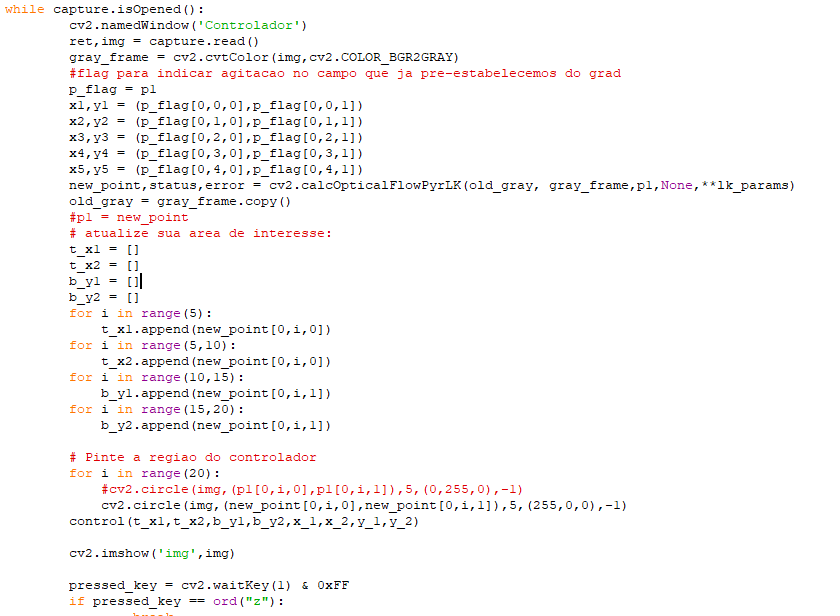 while capture.isOpened():
cv2.namedWindow('Controlador')
ret,img = capture.read()
gray_frame = cv2.cvtColor(img,cv2.COLOR_BGR2GRAY)
#flag para indicar agitacao no campo que ja pre-estabelecemos do grad
p_flag = p1
x1,y1 = (p_flag[0,0,0],p_flag[0,0,1])
x2,y2 = (p_flag[0,1,0],p_flag[0,1,1])
x3,y3 = (p_flag[0,2,0],p_flag[0,2,1])
x4,y4 = (p_flag[0,3,0],p_flag[0,3,1])
x5,y5 = (p_flag[0,4,0],p_flag[0,4,1])
new_point,status,error = cv2.calcOpticalFlowPyrLK(old_gray, gray_frame,p1,None,**lk_params)
old_gray = gray_frame.copy()
#p1 = new_point
# atualize sua area de interesse:
t_x1 = []
t_x2 = []
b_y1 = []
b_y2 = []
for i in range(5):
t_x1.append(new_point[0,i,0])
for i in range(5,10):
t_x2.append(new_point[0,i,0])
for i in range(10,15):
b_y1.append(new_point[0,i,1])
for i in range(15,20):
b_y2.append(new_point[0,i,1])
# Pinte a regiao do controlador
for i in range(20):
#cv2.circle(img,(p1[0,i,0],p1[0,i,1]),5,(0,255,0),-1)
cv2.circle(img,(new_point[0,i,0],new_point[0,i,1]),5,(255,0,0),-1)
control(t_x1,t_x2,b_y1,b_y2,x_1,x_2,y_1,y_2)
cv2.imshow('img',img)
pressed_key = cv2.waitKey(1) & 0xFF
if pressed_key == ord("z"):